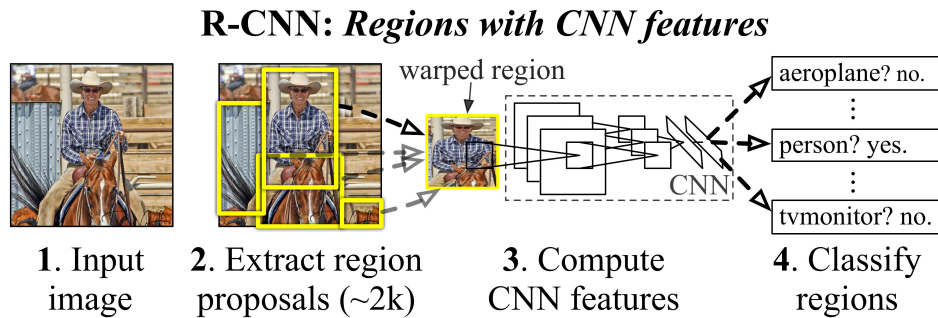 R-CNN: Regions with CNN features
warped region
aeroplane? no.
person? yes.
CNN
tvmonitor? no.
1. Input
image
2. Extract region
proposals (~2k)
3. Compute
CNN features
4. Classify
regions